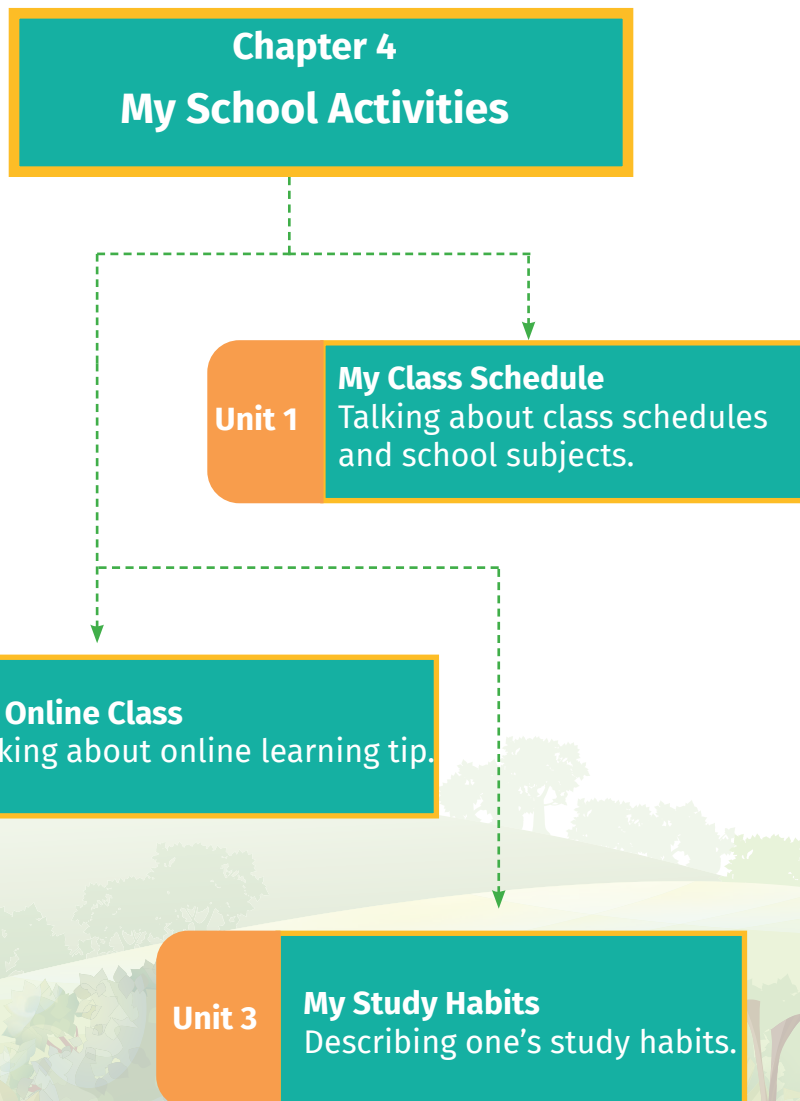 Chapter 4
My School Activities
Unit 1
My Class Schedule
Talking about class schedules
and school subjects.
Online Class
king about online learning tip.
Unit 3
My Study Habits
Describing one's study habits.